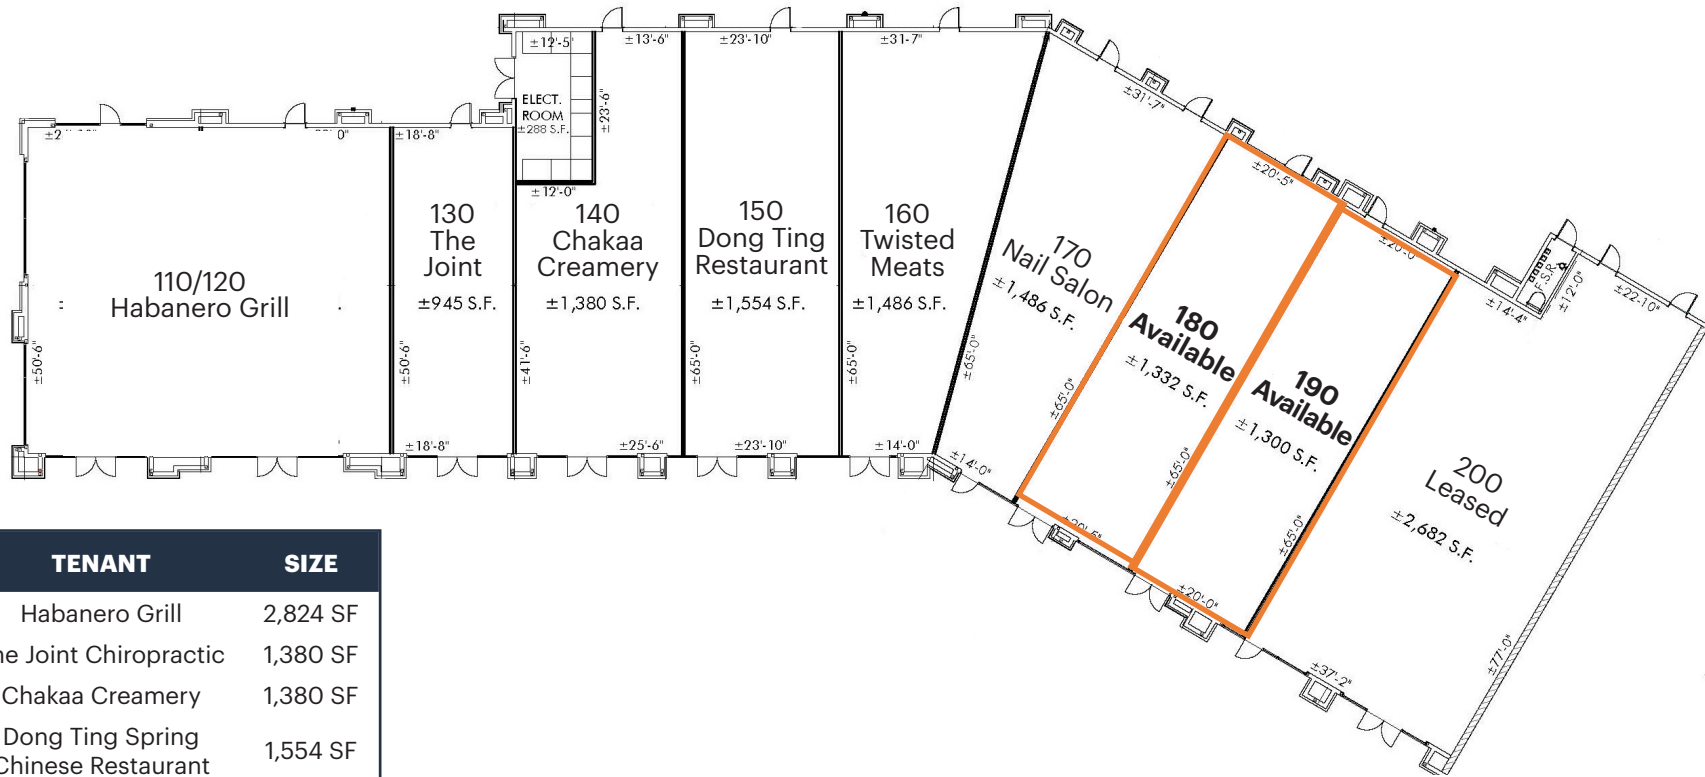 ±12'-5"
±13'-6"
±23'-10"
±31'-7"
ELECT.
ROOM
±288 S.F.
±23'-6"
±12'-0"
±18'-8"
±31'-7"
±20'-5"
±14'-4"
F.S.R.
±12'-0"
±22'-10"
110/120
Habanero Grill
±50'-6"
130
The
Joint
±945 S.F.
±50'-6"
±18'-8"
140
Chakaa
Creamery
±1,380 S.F.
±41'-6"
±25'-6"
150
Dong Ting
Restaurant
±1,554 S.F.
±65'-0"
±23'-10"
160
Twisted
Meats
±1,486 S.F.
±65'-0"
±14'-0"
170
Nail Salon
±1,486 S.F.
±65'-0"
±14'-0"
180
Available
±1,332 S.F.
±65'-0"
190
Available
±1,300 S.F.
±65'-0"
±20'-0"
200
Leased
±2,682 S.F.
±65'-0"
±37'-2"
±77'-0"
TENANT SIZE
Habanero Grill 2,824 SF
Joint Chiropractic 1,380 SF
Chakaa Creamery 1,380 SF
Dong Ting Spring
Chinese Restaurant 1,554 SF